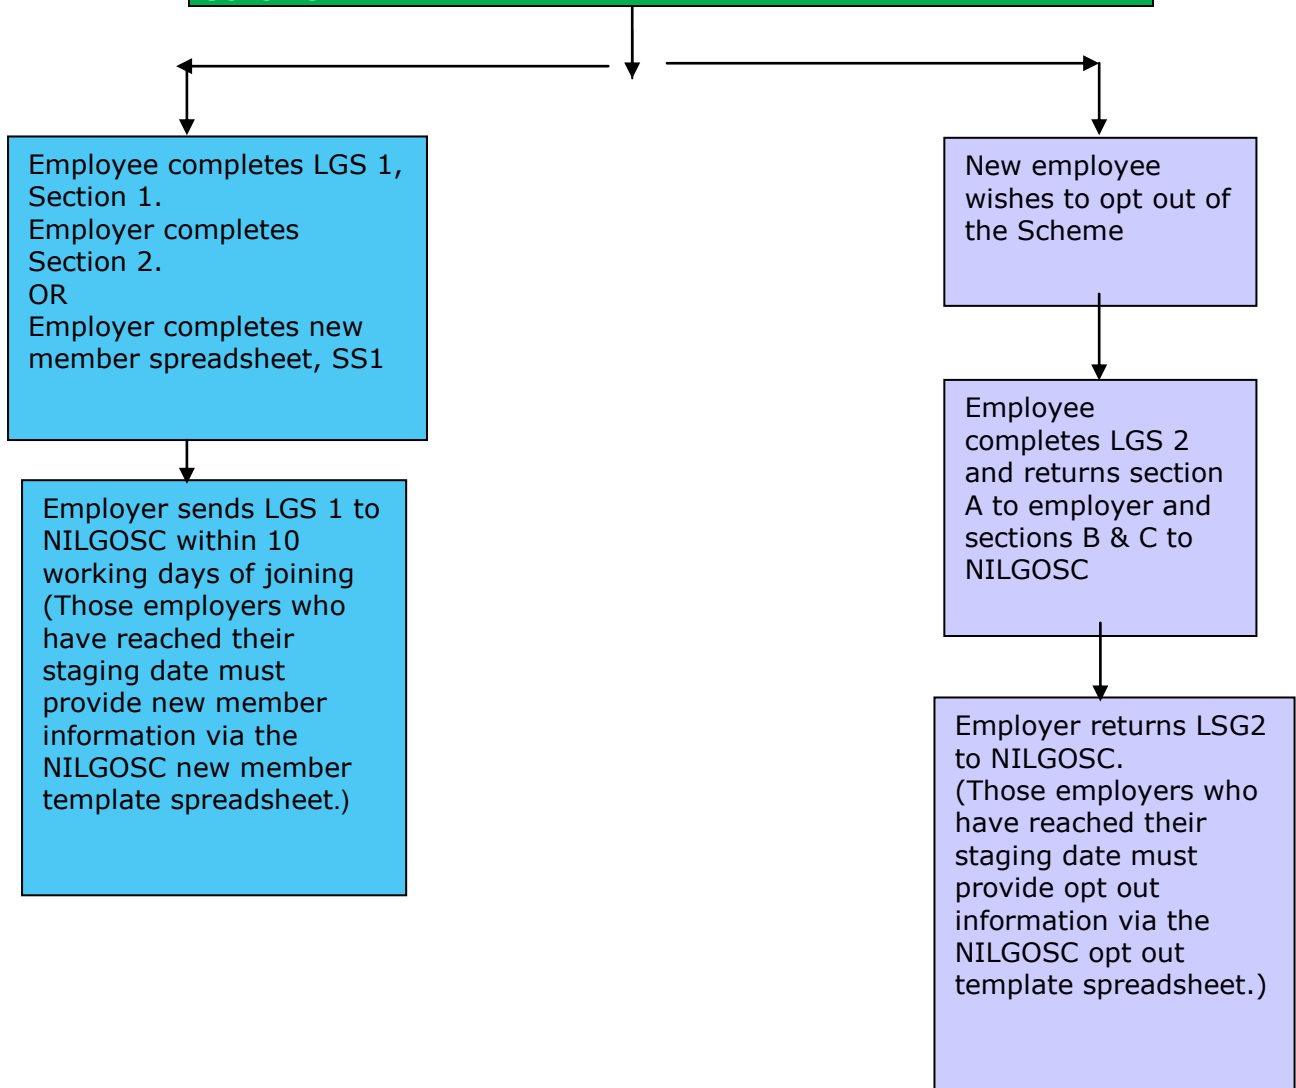 Employee completes LGS 1,
Section 1.
Employer completes
Section 2.
OR
Employer completes new
member spreadsheet, SS1
Employer sends LGS 1 to
NILGOSC within 10
working days of joining
(Those employers who
have reached their
staging date must
provide new member
information via the
NILGOSC new member
template spreadsheet.)
New employee
wishes to opt out of
the Scheme
Employee
completes LGS 2
and returns section
A to employer and
sections B & C to
NILGOSC
Employer returns LSG2
to NILGOSC.
(Those employers who
have reached their
staging date must
provide opt out
information via the
NILGOSC opt out
template spreadsheet.)